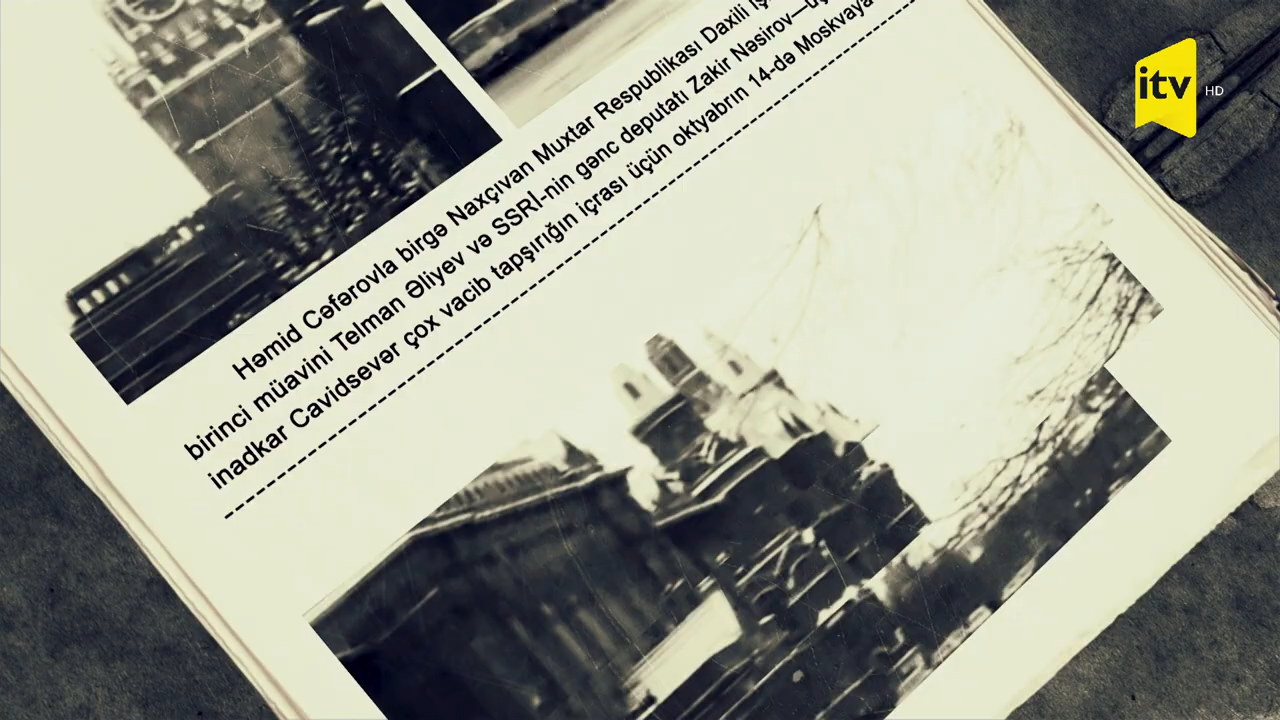 Həmid Cəfərovla birgə Naxçıvan Muxtar Respublikası Daxili
birinci müavini Telman Əliyev və SSRİ-nin gənc deputatı Zakir Nəsirov—
inadkar Cavidsevər çox vacib tapşırığın içrası üçün oktyabrın 14-də Moskvaya
itv HD